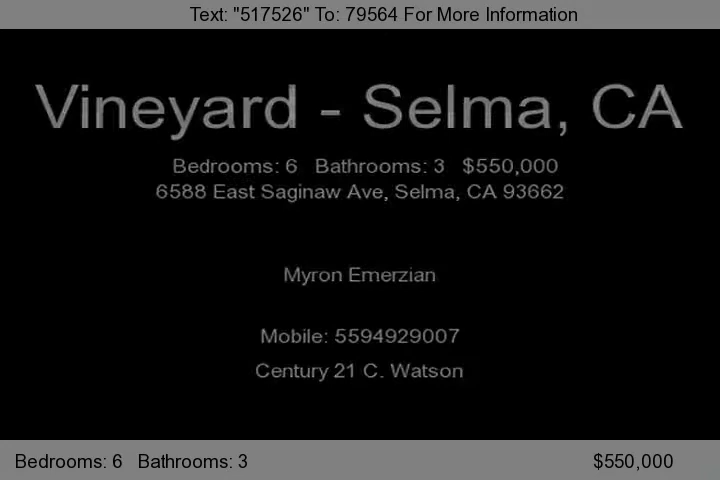 Text: "517526" To: 79564 For More Information
Vineyard - Selma, CA
Bedrooms: 6 Bathrooms: 3 $550,000
6588 East Saginaw Ave, Selma, CA 93662
Myron Emerzian
Mobile: 5594929007
Century 21 C. Watson
Bedrooms: 6 Bathrooms: 3 $550,000